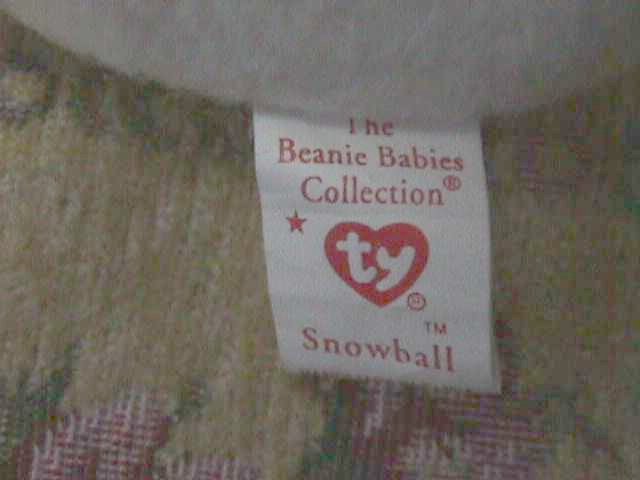 The
Beanie Babies
Collection®
ty
®
™
Snowball